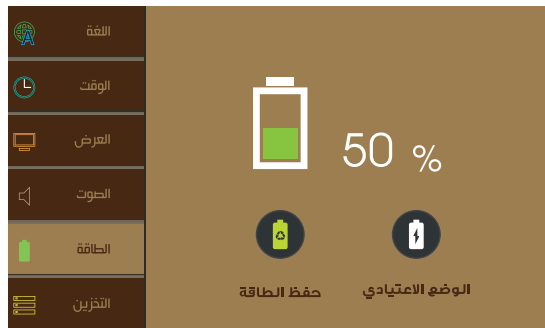 اللغة
الوقت
العرض
الصوت
الطاقة
التخزين
50 %
الوضع الاعتيادي
حفظ الطاقة